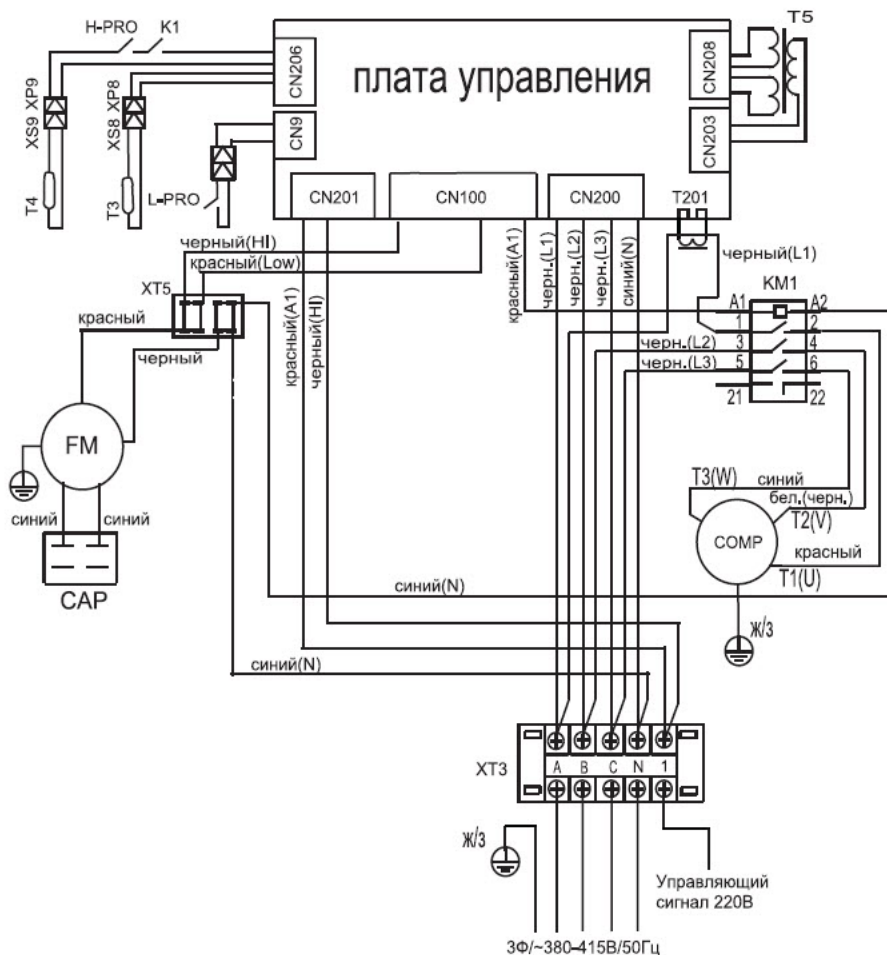 H-PRO
K1
T5
CN206
CN208
плата управления
XS9 XP9
XS8 XP8
CN9
CN203
T4
T3
L-PRO
CN201
CN100
CN200
T201
черный(HI)
красный(Low)
красный(A1)
черн.(L1)
черн.(L2)
черн.(L3)
синий(N)
черный(L1)
KM1
XT5
красный
черный
красный(A1)
черный(HI)
A1
A2
1
2
черн.(L2)
3
4
черн.(L3)
5
6
21
22
FM
T3(W)
синий
бел.(черн.)
T2(V)
синий
синий
COMP
красный
CAP
T1(U)
синий(N)
ж/з
синий(N)
XT3
A
B
C
N
1
ж/з
Управляющий
сигнал 220В
3Ф/~380-415В/50Гц